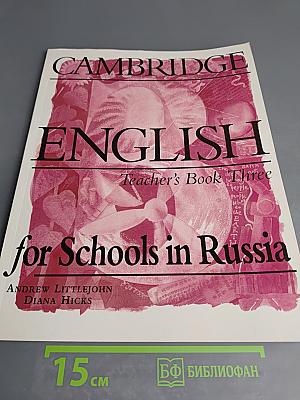 CAMBRIDGE
ENGLISH
Teacher's Book Three
for Schools in Russia
ANDREW LITTLEJOHN
DIANA HICKS
15 СМ
БФ БИБЛИОФАН